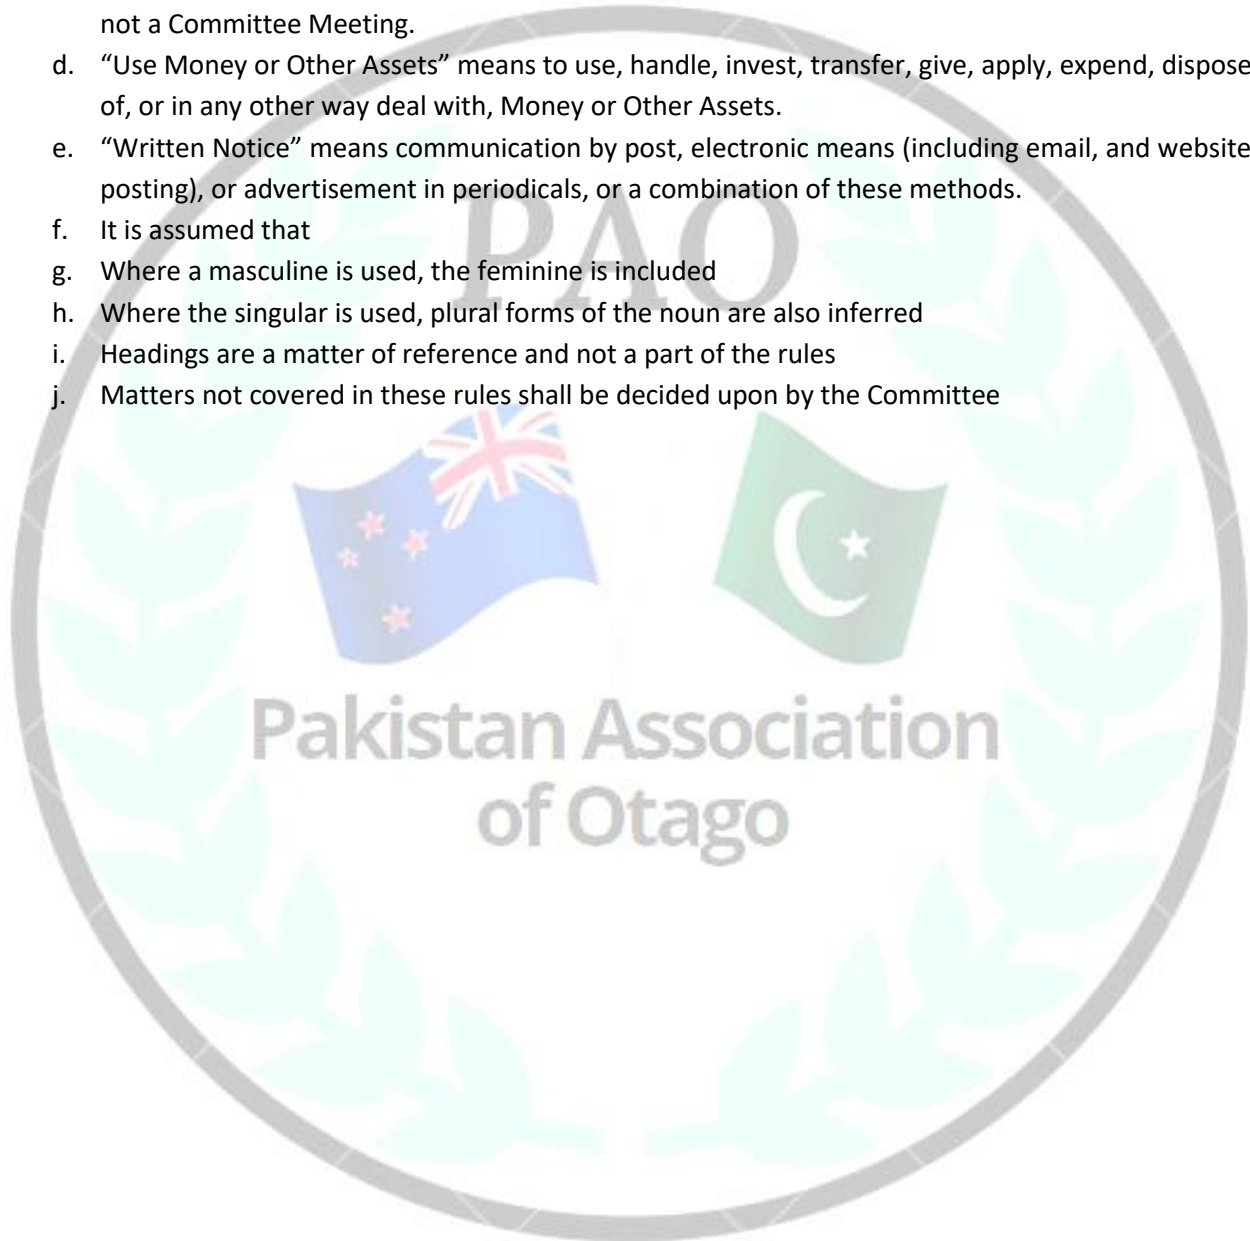 not a Committee Meeting.
d. “Use Money or Other Assets” means to use, handle, invest, transfer, give, apply, expend, dispose
of, or in any other way deal with, Money or Other Assets.
e. “Written Notice” means communication by post, electronic means (including email, and website
posting), or advertisement in periodicals, or a combination of these methods.
f. It is assumed that
g. Where a masculine is used, the feminine is included
h. Where the singular is used, plural forms of the noun are also inferred
i. Headings are a matter of reference and not a part of the rules
j. Matters not covered in these rules shall be decided upon by the Committee
PAO
Pakistan Association
of Otago